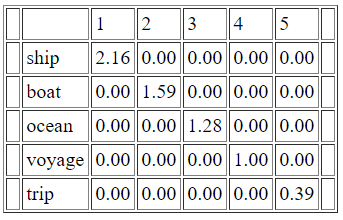 1 2 3 4 5
ship 2.16 0.00 0.00 0.00 0.00
boat 0.00 1.59 0.00 0.00 0.00
ocean 0.00 0.00 1.28 0.00 0.00
voyage 0.00 0.00 0.00 1.00 0.00
trip 0.00 0.00 0.00 0.00 0.39